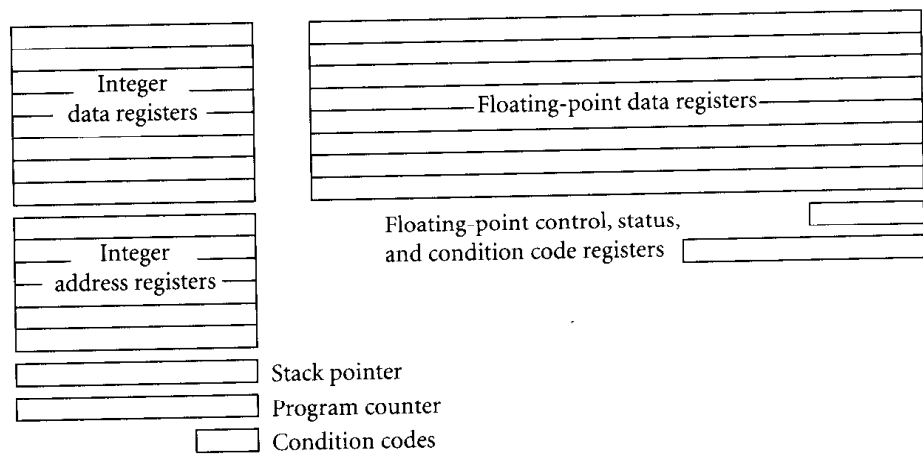 Integer
data registers
Floating-point data registers
Floating-point control, status,
and condition code registers
Integer
address registers
Stack pointer
Program counter
Condition codes